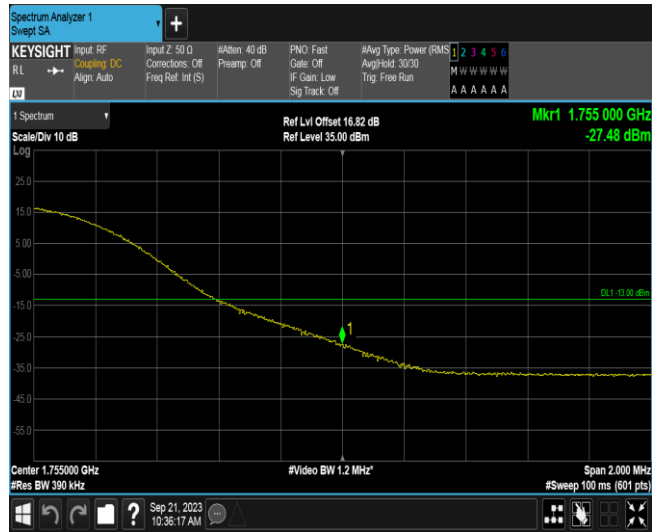 Spectrum Analyzer 1
Swept SA
+
KEYSIGHT
RL
LXI
Input: RF
Coupling: DC
Align: Auto
Input Z: 50 Ω
Corrections: Off
Freq Ref: Int (S)
#Atten: 40 dB
Preamp: Off
PNO: Fast
Gate: Off
IF Gain: Low
Sig Track: Off
#Avg Type: Power (RMS
Avg|Hold: 30/30
Trig: Free Run
1 2 3 4 5 6
M W W W W W
A A A A A A
1 Spectrum
Scale/Div 10 dB
Log
Ref Lvl Offset 16.82 dB
Ref Level 35.00 dBm
Mkr1 1.755 000 GHz
-27.48 dBm
25.0
15.0
5.00
-5.00
-15.0
-25.0
-35.0
-45.0
-55.0
DL1 -13.00 dBm
1
Center 1.755000 GHz
#Res BW 390 kHz
#Video BW 1.2 MHz*
Span 2.000 MHz
#Sweep 100 ms (601 pts)
?
Sep 21, 2023
10:36:17 AM